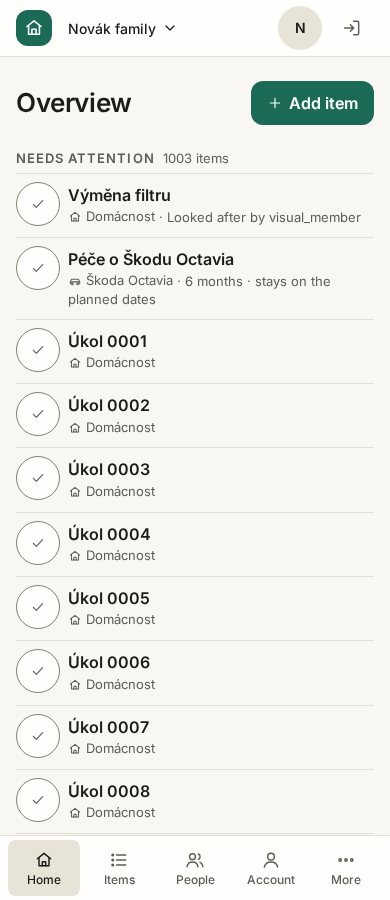 Novák family
N
Overview
+ Add item
NEEDS ATTENTION 1003 items
Výměna filtru
Domácnost · Looked after by visual_member
Péče o Škodu Octavia
Škoda Octavia · 6 months · stays on the
planned dates
Úkol 0001
Domácnost
Úkol 0002
Domácnost
Úkol 0003
Domácnost
Úkol 0004
Domácnost
Úkol 0005
Domácnost
Úkol 0006
Domácnost
Úkol 0007
Domácnost
Úkol 0008
Domácnost
Home Items People Account More